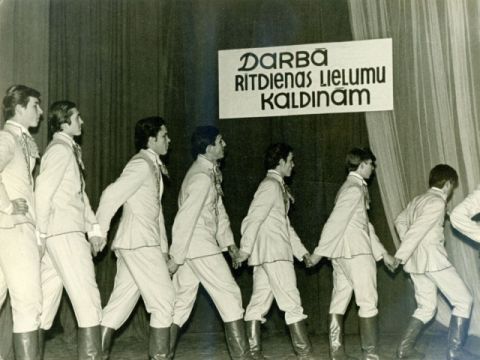 DARBĀ
RĪTDIENAS LIELUMU
KALDINĀM